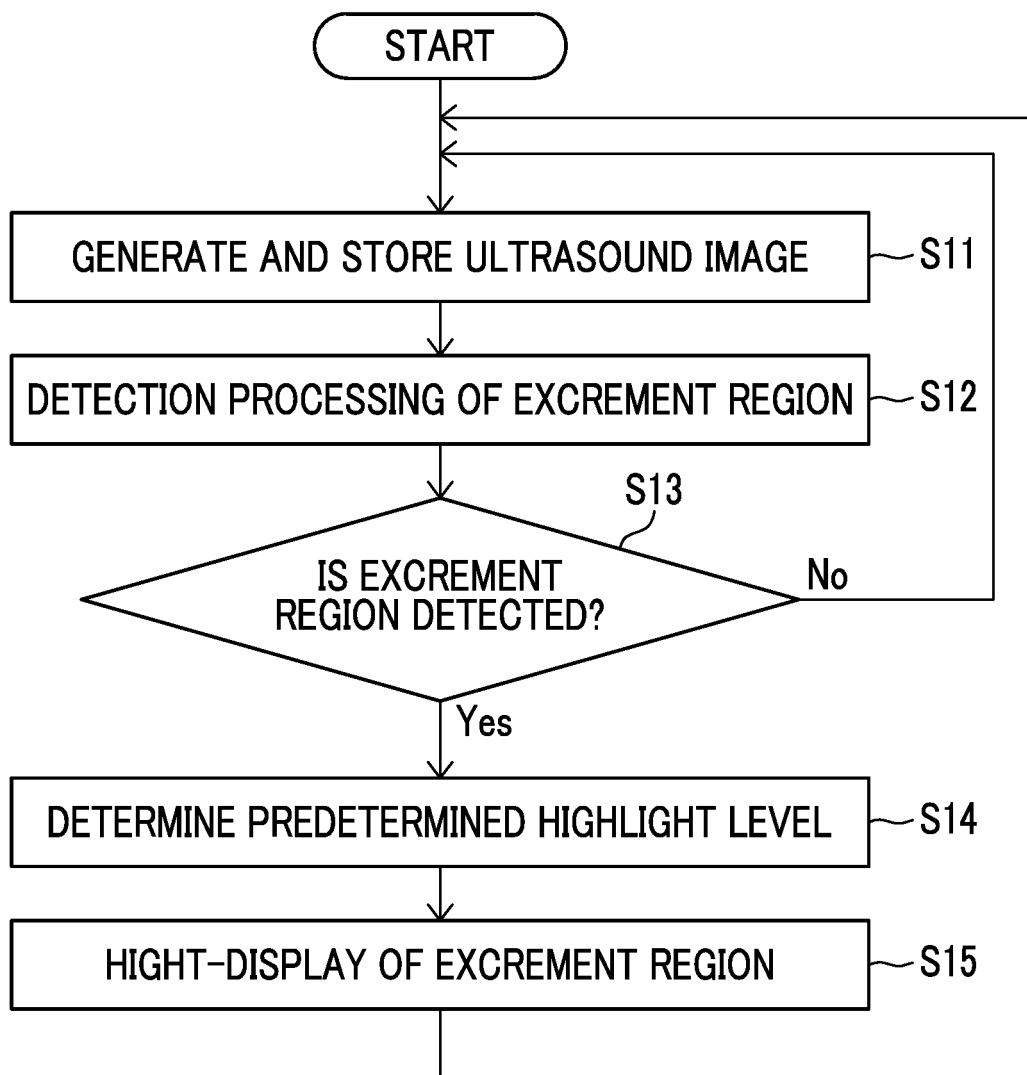 START
GENERATE AND STORE ULTRASOUND IMAGE
S11
DETECTION PROCESSING OF EXCREMENT REGION
S12
S13
IS EXCREMENT
REGION DETECTED?
No
Yes
DETERMINE PREDETERMINED HIGHLIGHT LEVEL
S14
HIGHT-DISPLAY OF EXCREMENT REGION
S15